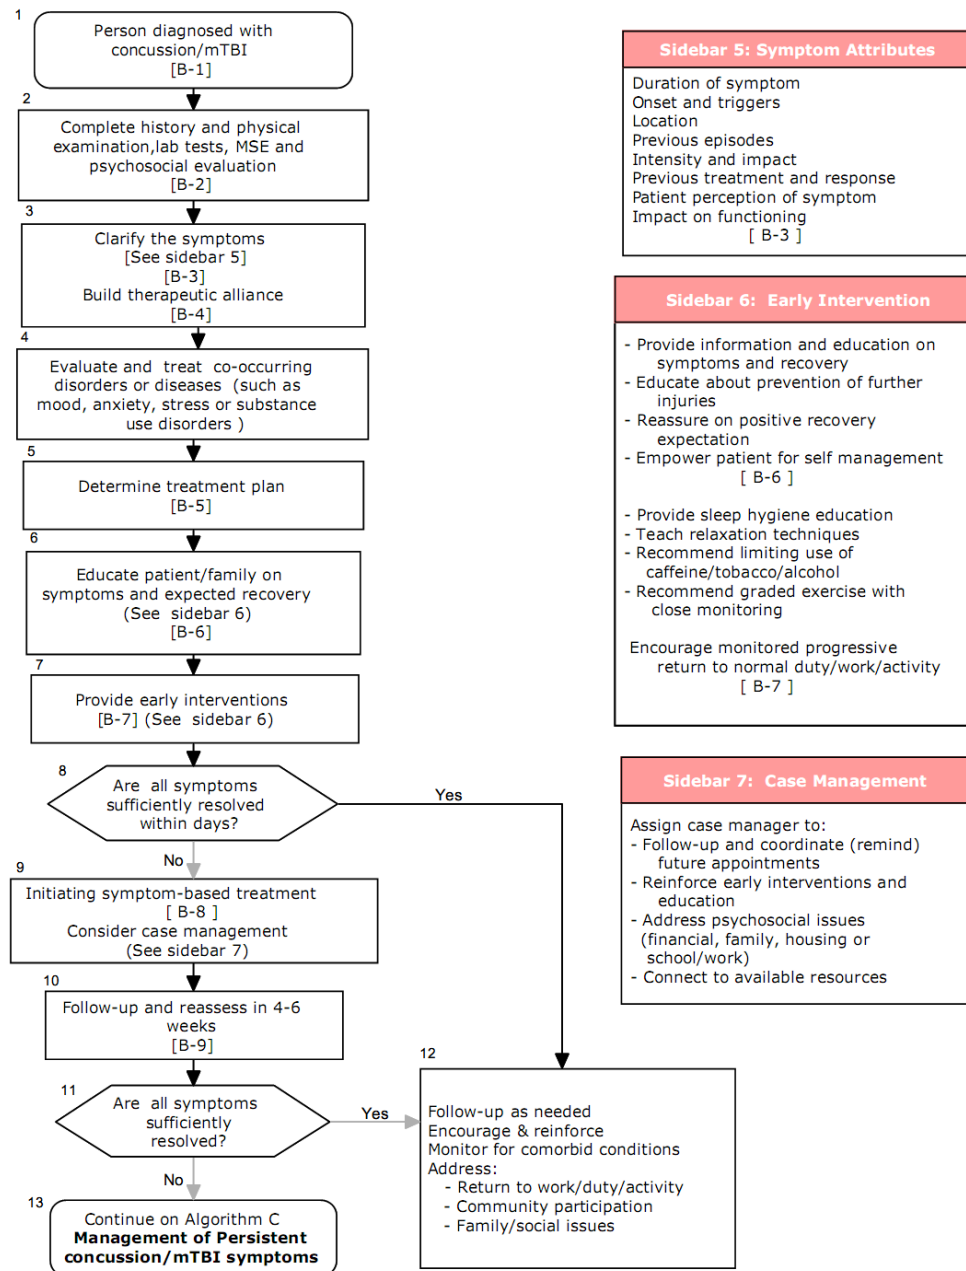 1
Person diagnosed with
concussion/mTBI
[B-1]
2
Complete history and physical
examination,lab tests, MSE and
psychosocial evaluation
[B-2]
3
Clarify the symptoms
[See sidebar 5]
[B-3]
Build therapeutic alliance
[B-4]
4
Evaluate and treat co-occurring
disorders or diseases (such as
mood, anxiety, stress or substance
use disorders )
5
Determine treatment plan
[B-5]
6
Educate patient/family on
symptoms and expected recovery
(See sidebar 6)
[B-6]
7
Provide early interventions
[B-7] (See sidebar 6)
8
Are all symptoms
sufficiently resolved
within days?
Yes
No
9
Initiating symptom-based treatment
[ B-8 ]
Consider case management
(See sidebar 7)
10
Follow-up and reassess in 4-6
weeks
[B-9]
11
Are all symptoms
sufficiently
resolved?
Yes
No
12
Follow-up as needed
Encourage & reinforce
Monitor for comorbid conditions
Address:
- Return to work/duty/activity
- Community participation
- Family/social issues
13
Continue on Algorithm C
Management of Persistent
concussion/mTBI symptoms
Sidebar 5: Symptom Attributes
Duration of symptom
Onset and triggers
Location
Previous episodes
Intensity and impact
Previous treatment and response
Patient perception of symptom
Impact on functioning
[ B-3 ]
Sidebar 6: Early Intervention
- Provide information and education on
symptoms and recovery
- Educate about prevention of further
injuries
- Reassure on positive recovery
expectation
- Empower patient for self management
[ B-6 ]
- Provide sleep hygiene education
- Teach relaxation techniques
- Recommend limiting use of
caffeine/tobacco/alcohol
- Recommend graded exercise with
close monitoring
Encourage monitored progressive
return to normal duty/work/activity
[ B-7 ]
Sidebar 7: Case Management
Assign case manager to:
- Follow-up and coordinate (remind)
future appointments
- Reinforce early interventions and
education
- Address psychosocial issues
(financial, family, housing or
school/work)
- Connect to available resources